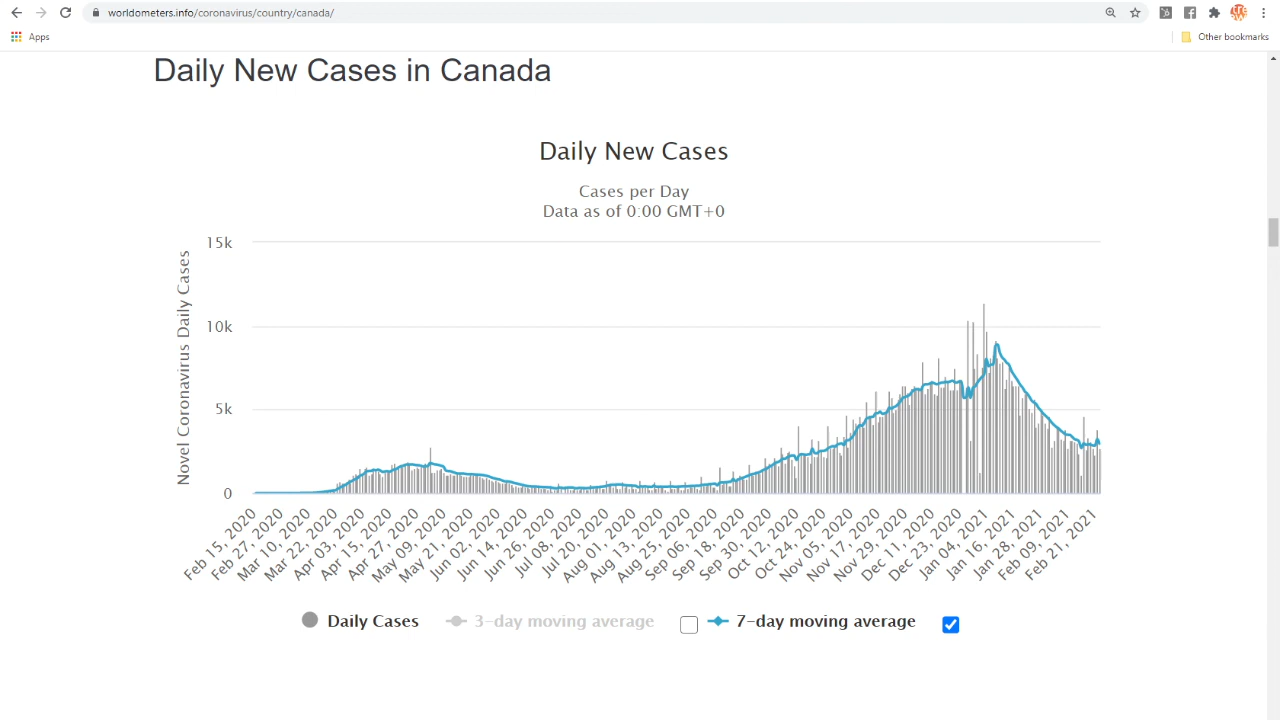 worldometers.info/coronavirus/country/canada/
Apps
Other bookmarks
Daily New Cases in Canada
Daily New Cases
Cases per Day
Data as of 0:00 GMT+0
Novel Coronavirus Daily Cases
15k
10k
5k
0
Feb 15, 2020
Feb 27, 2020
Mar 10, 2020
Mar 22, 2020
Apr 03, 2020
Apr 15, 2020
Apr 27, 2020
May 09, 2020
May 21, 2020
Jun 02, 2020
Jun 14, 2020
Jun 26, 2020
Jul 08, 2020
Jul 20, 2020
Aug 01, 2020
Aug 13, 2020
Aug 25, 2020
Sep 06, 2020
Sep 18, 2020
Sep 30, 2020
Oct 12, 2020
Oct 24, 2020
Nov 05, 2020
Nov 17, 2020
Nov 29, 2020
Dec 11, 2020
Dec 23, 2020
Jan 04, 2021
Jan 16, 2021
Jan 28, 2021
Feb 09, 2021
Feb 21, 2021
Daily Cases
3-day moving average
7-day moving average